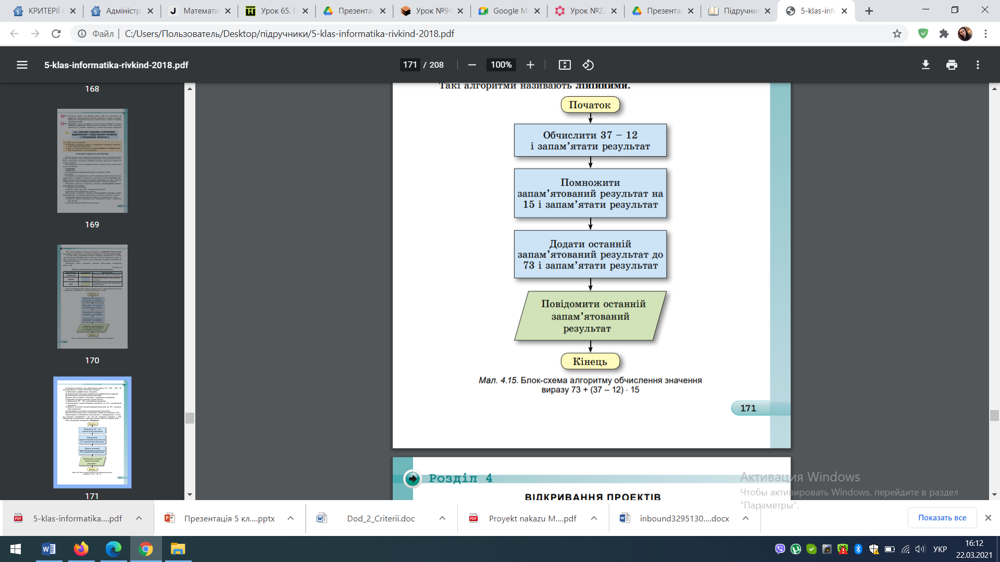 КРИТЕРІЇ
Адміністр
Математи
Урок 65. Г
Презентац
Урок №94
Google M
Урок №22
Презентац
Підручни
5-klas-info
Файл | C:/Users/Пользователь/Desktop/підручники/5-klas-informatika-rivkind-2018.pdf
5-klas-informatika-rivkind-2018.pdf
171 / 208
100%
168
169
170
171
Такі алгоритми називають лінійними.
Початок
Обчислити 37 – 12
і запам’ятати результат
Помножити
запам’ятований результат на
15 і запам’ятати результат
Додати останній
запам’ятований результат до
73 і запам’ятати результат
Повідомити останній
запам’ятований
результат
Кінець
Мал. 4.15. Блок-схема алгоритму обчислення значення
виразу 73 + (37 – 12) · 15
171
Розділ 4
ВІДКРИВАННЯ ПРОЕКТІВ
Активация Windows
Чтобы активировать Windows, перейдите в раздел
"Параметры".
5-klas-informatika....pdf
Презентація 5 кл....pptx
Dod_2_Criterii.doc
Proyekt nakazu M....pdf
inbound3295130....docx
Показать все
УКР
16:12
22.03.2021